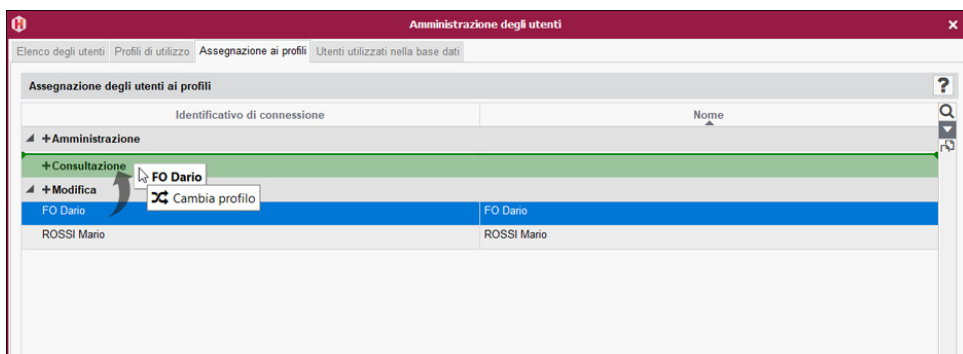 Amministrazione degli utenti
Elenco degli utenti Profili di utilizzo Assegnazione ai profili Utenti utilizzati nella base dati
Assegnazione degli utenti ai profili ?
Identificativo di connessione Nome
+Amministrazione
+Consultazione
FO Dario
+Modifica
Cambia profilo
FO Dario FO Dario
ROSSI Mario ROSSI Mario